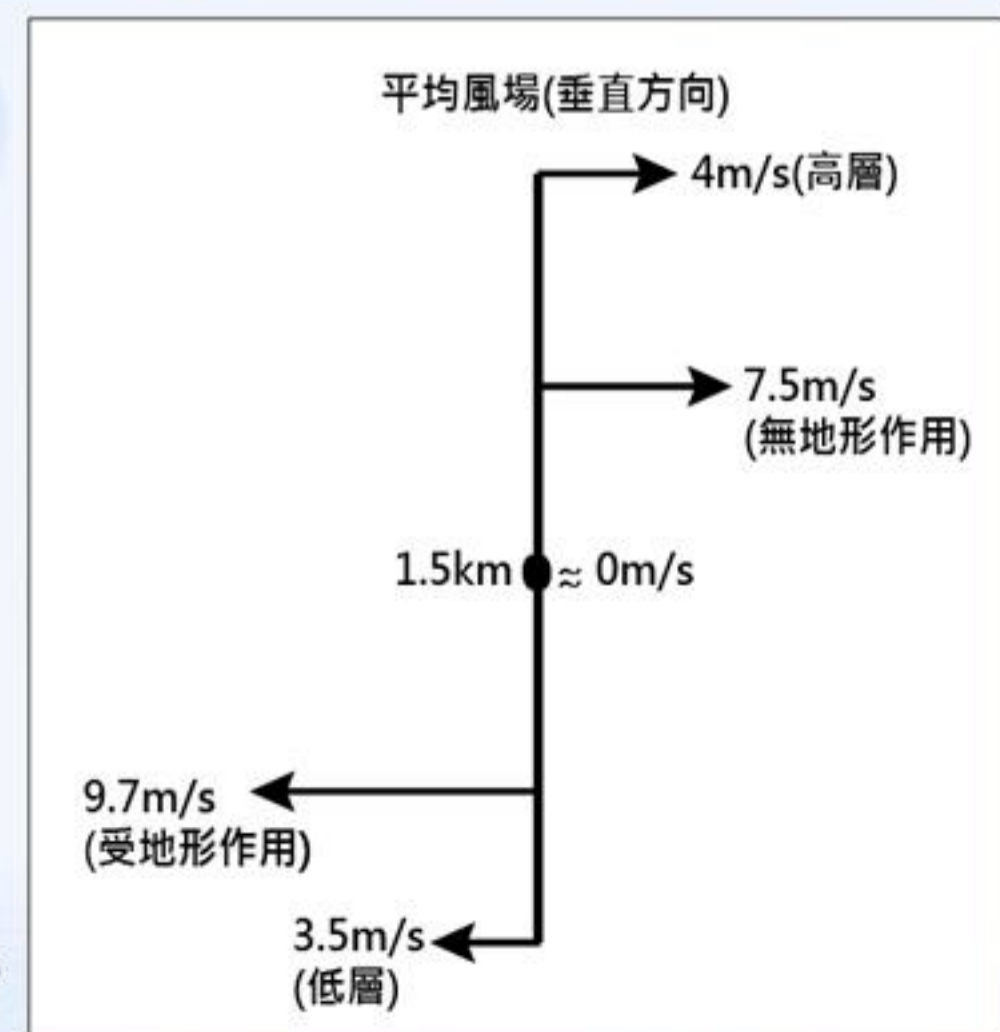 平均風場(垂直方向)
4m/s(高層)
7.5m/s
(無地形作用)
1.5km ≈ 0m/s
9.7m/s
(受地形作用)
3.5m/s
(低層)